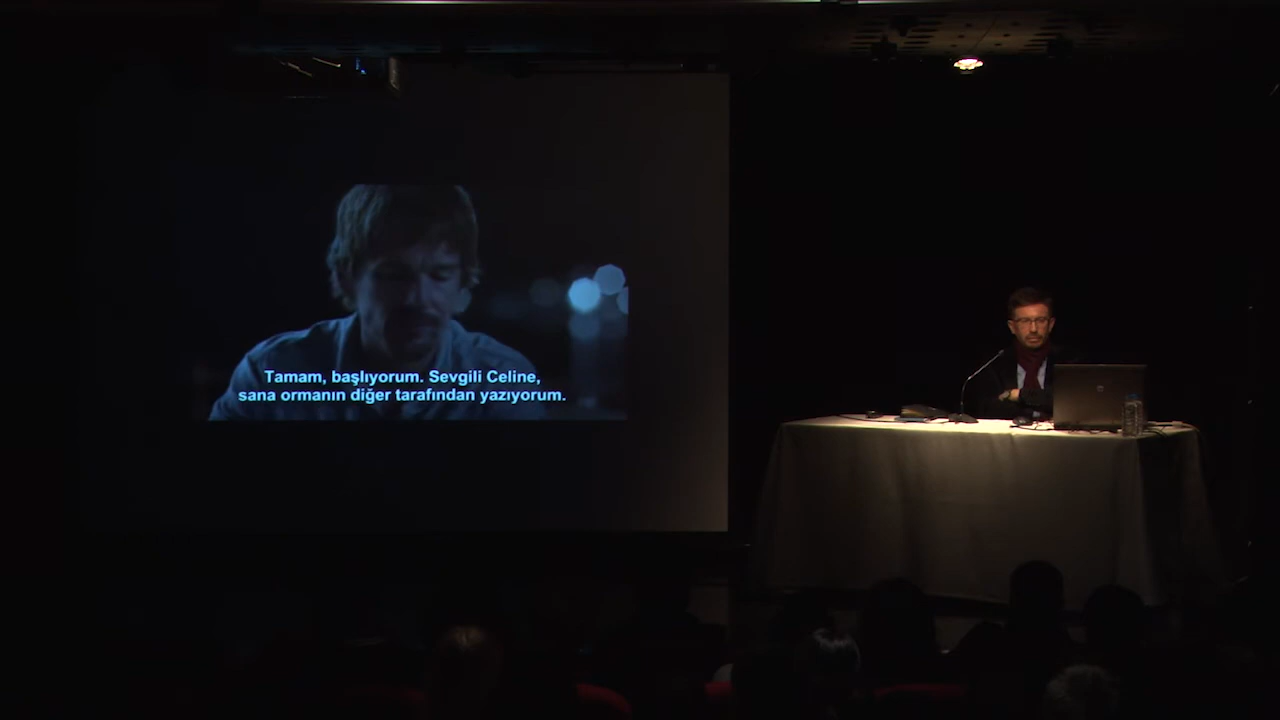 Tamam, başlıyorum. Sevgili Celine,
sana ormanın diğer tarafından yazıyorum.